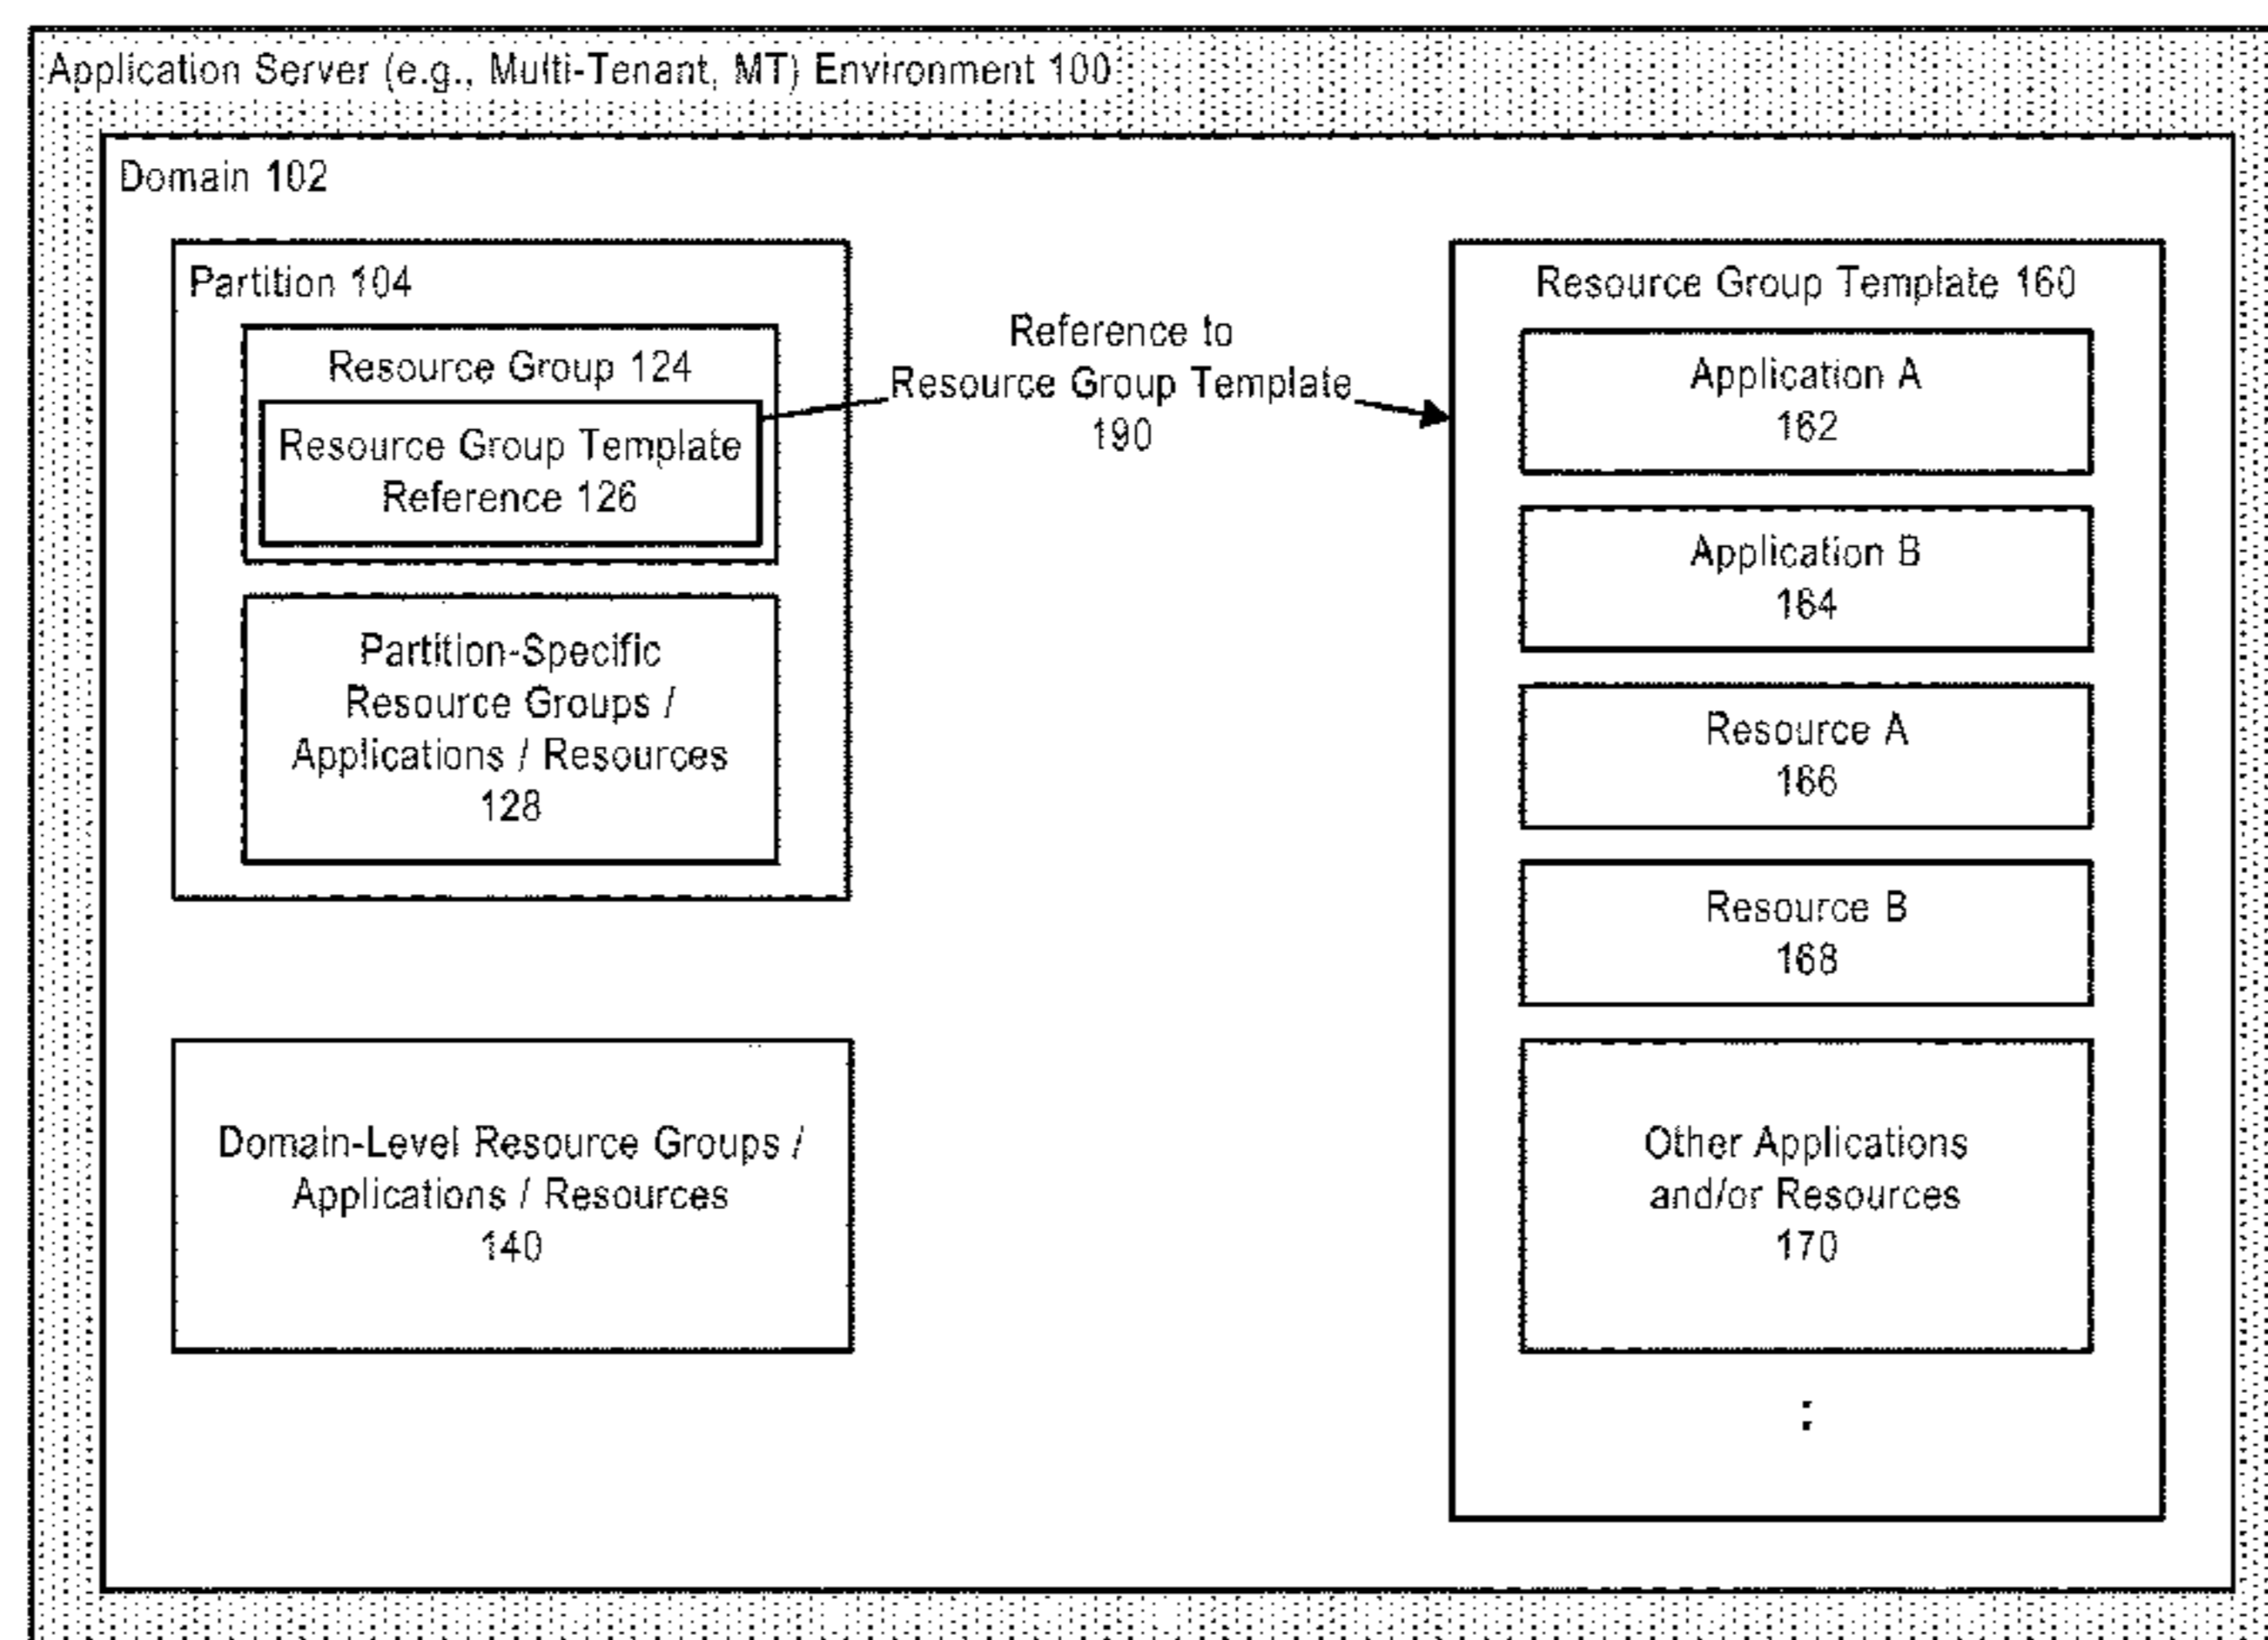 Application Server (e.g., Multi-Tenant, MT) Environment 100
Domain 102
Partition 104
Resource Group 124
Resource Group Template
Reference 126
Partition-Specific
Resource Groups /
Applications / Resources
128
Domain-Level Resource Groups /
Applications / Resources
140
Reference to
Resource Group Template
190
Resource Group Template 160
Application A
162
Application B
164
Resource A
166
Resource B
168
Other Applications
and/or Resources
170
: